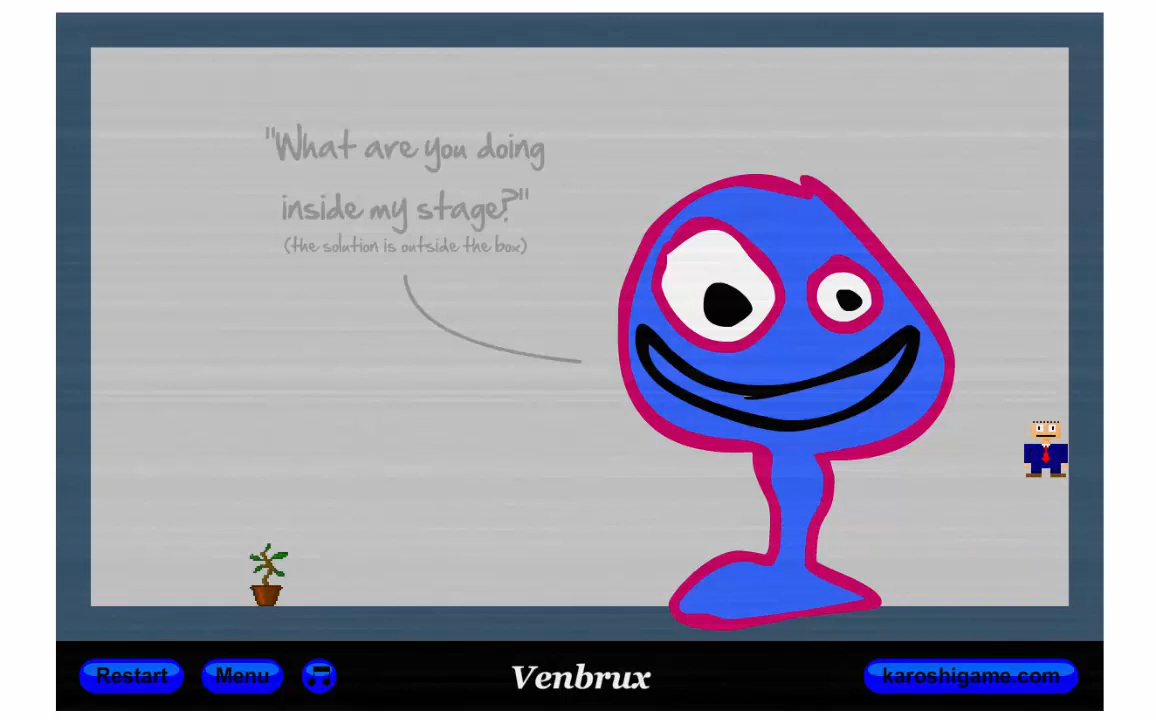 "What are you doing
inside my stage?"
(the solution is outside the box)
Restart
Menu
Venbrux
karoshigame.com